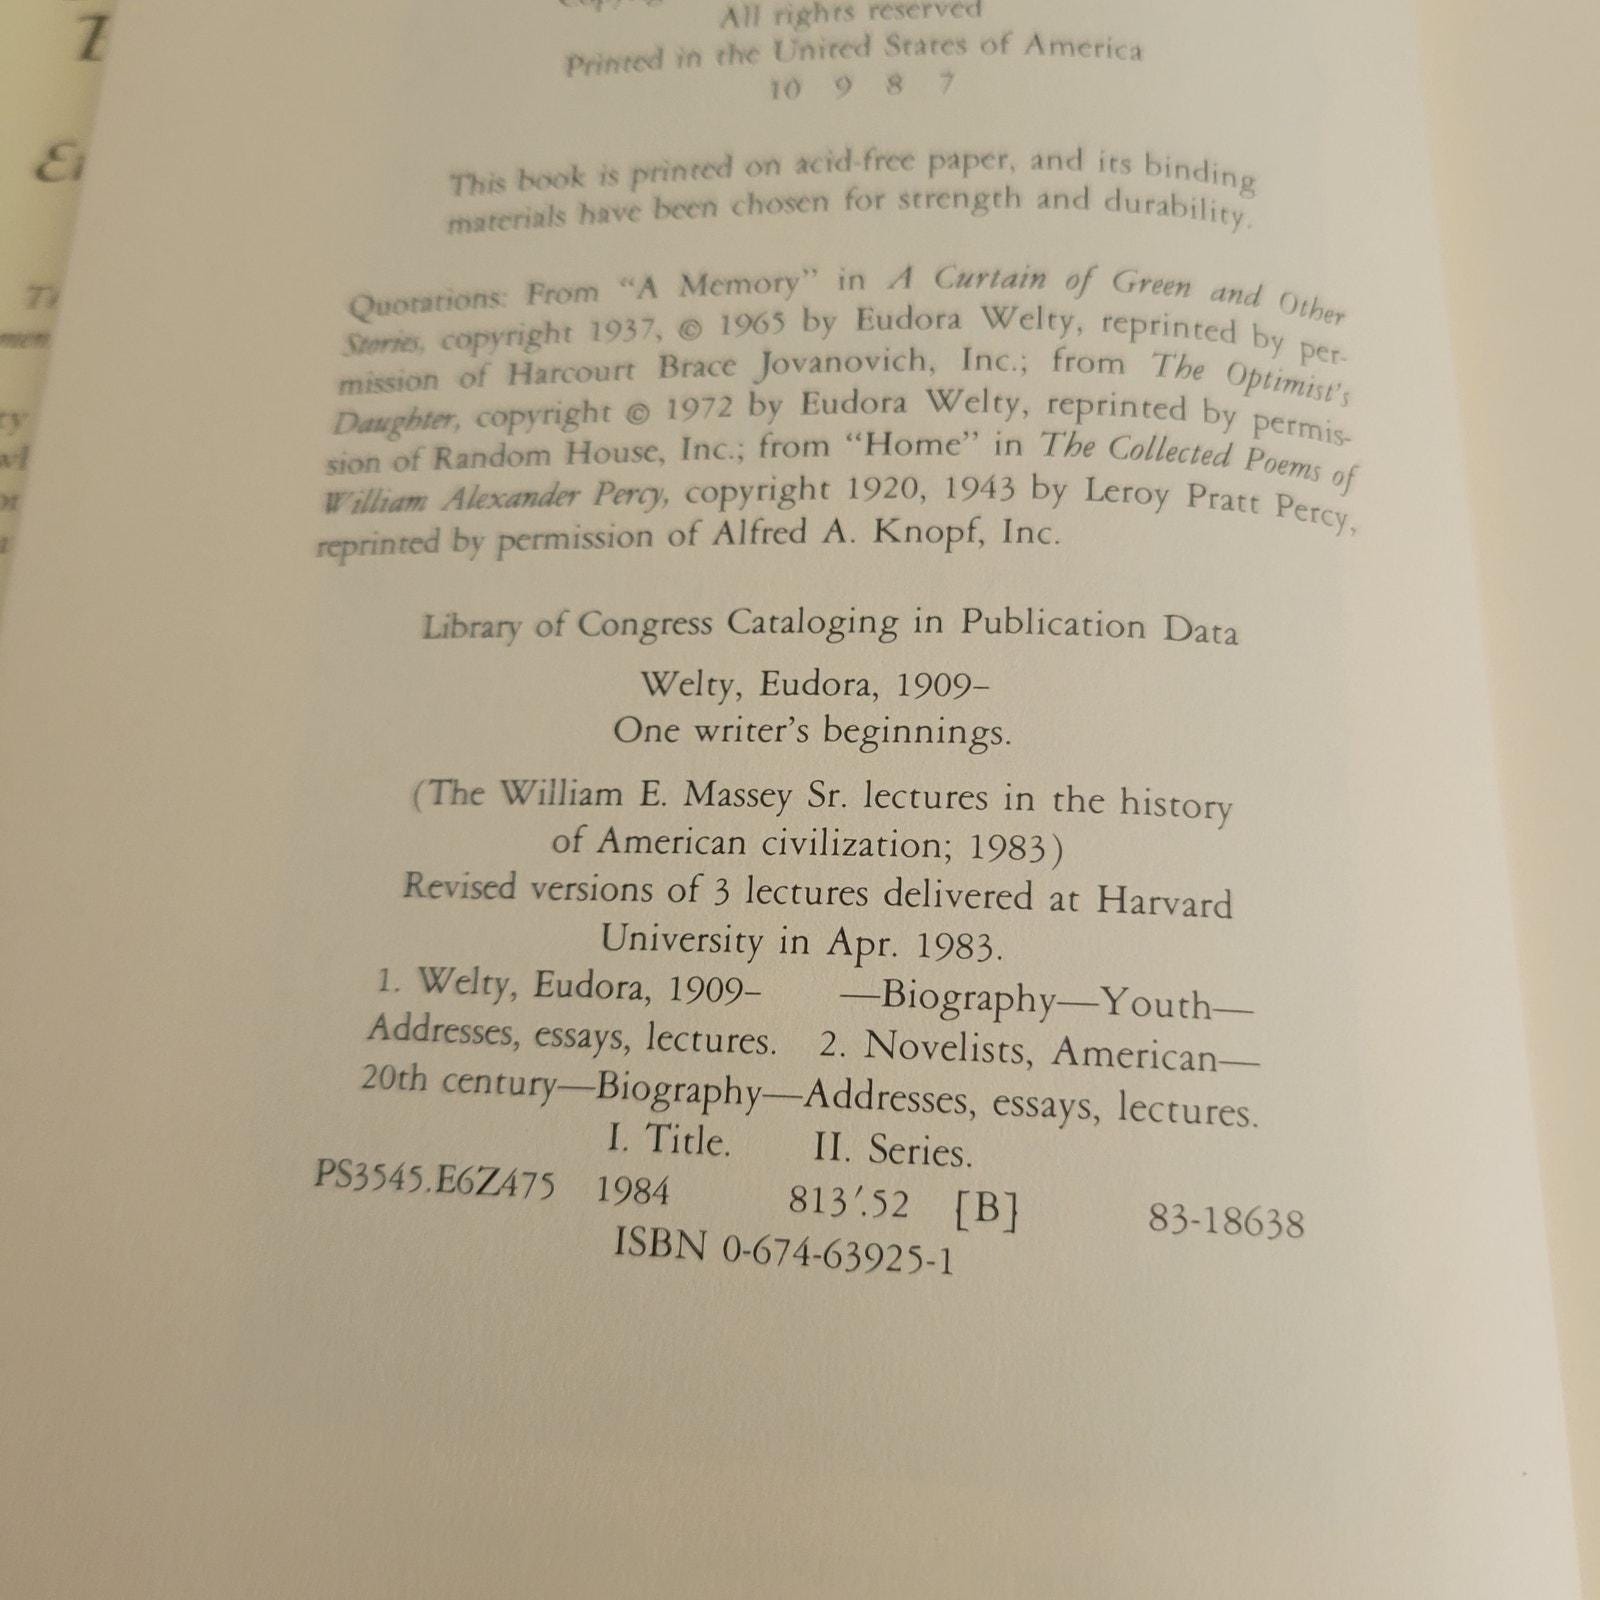 All rights reserved
Printed in the United States of America
10 9 8 7
This book is printed on acid-free paper, and its binding
materials have been chosen for strength and durability.
Quotations: From “A Memory” in A Curtain of Green and Other
Stories, copyright 1937, © 1965 by Eudora Welty, reprinted by per-
mission of Harcourt Brace Jovanovich, Inc.; from The Optimist's
Daughter, copyright © 1972 by Eudora Welty, reprinted by permis-
sion of Random House, Inc.; from “Home” in The Collected Poems of
William Alexander Percy, copyright 1920, 1943 by Leroy Pratt Percy,
reprinted by permission of Alfred A. Knopf, Inc.
Library of Congress Cataloging in Publication Data
Welty, Eudora, 1909–
One writer's beginnings.
(The William E. Massey Sr. lectures in the history
of American civilization; 1983)
Revised versions of 3 lectures delivered at Harvard
University in Apr. 1983.
1. Welty, Eudora, 1909– —Biography—Youth—
Addresses, essays, lectures. 2. Novelists, American—
20th century—Biography—Addresses, essays, lectures.
I. Title. II. Series.
PS3545.E6Z475 1984 813′.52 [B] 83-18638
ISBN 0-674-63925-1